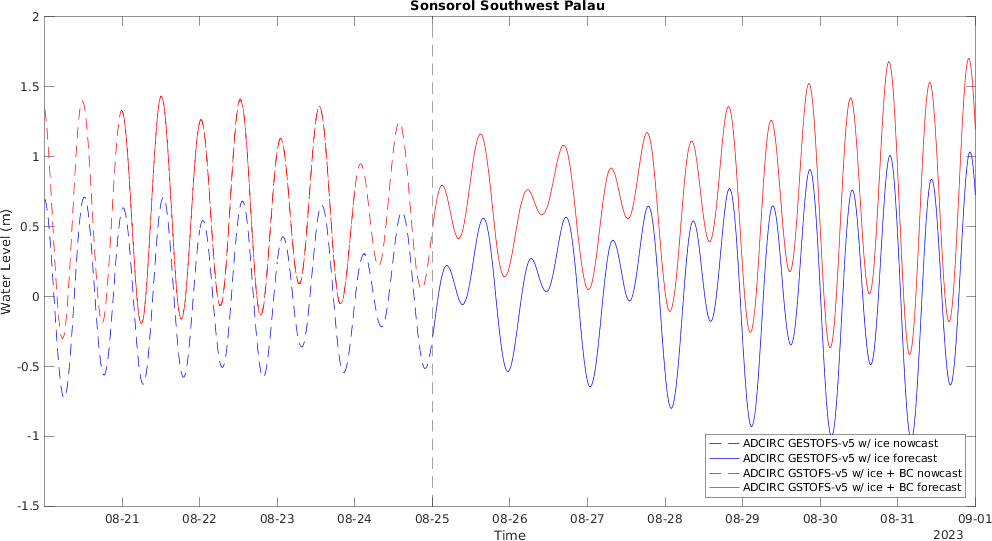 Sonsorol Southwest Palau
2
1.5
1
0.5
0
-0.5
-1
-1.5
Water Level (m)
ADCIRC GESTOFS-v5 w/ ice nowcast
ADCIRC GESTOFS-v5 w/ ice forecast
ADCIRC GSTOFS-v5 w/ ice + BC nowcast
ADCIRC GSTOFS-v5 w/ ice + BC forecast
08-21 08-22 08-23 08-24 08-25 08-26 08-27 08-28 08-29 08-30 08-31 09-01
Time
2023